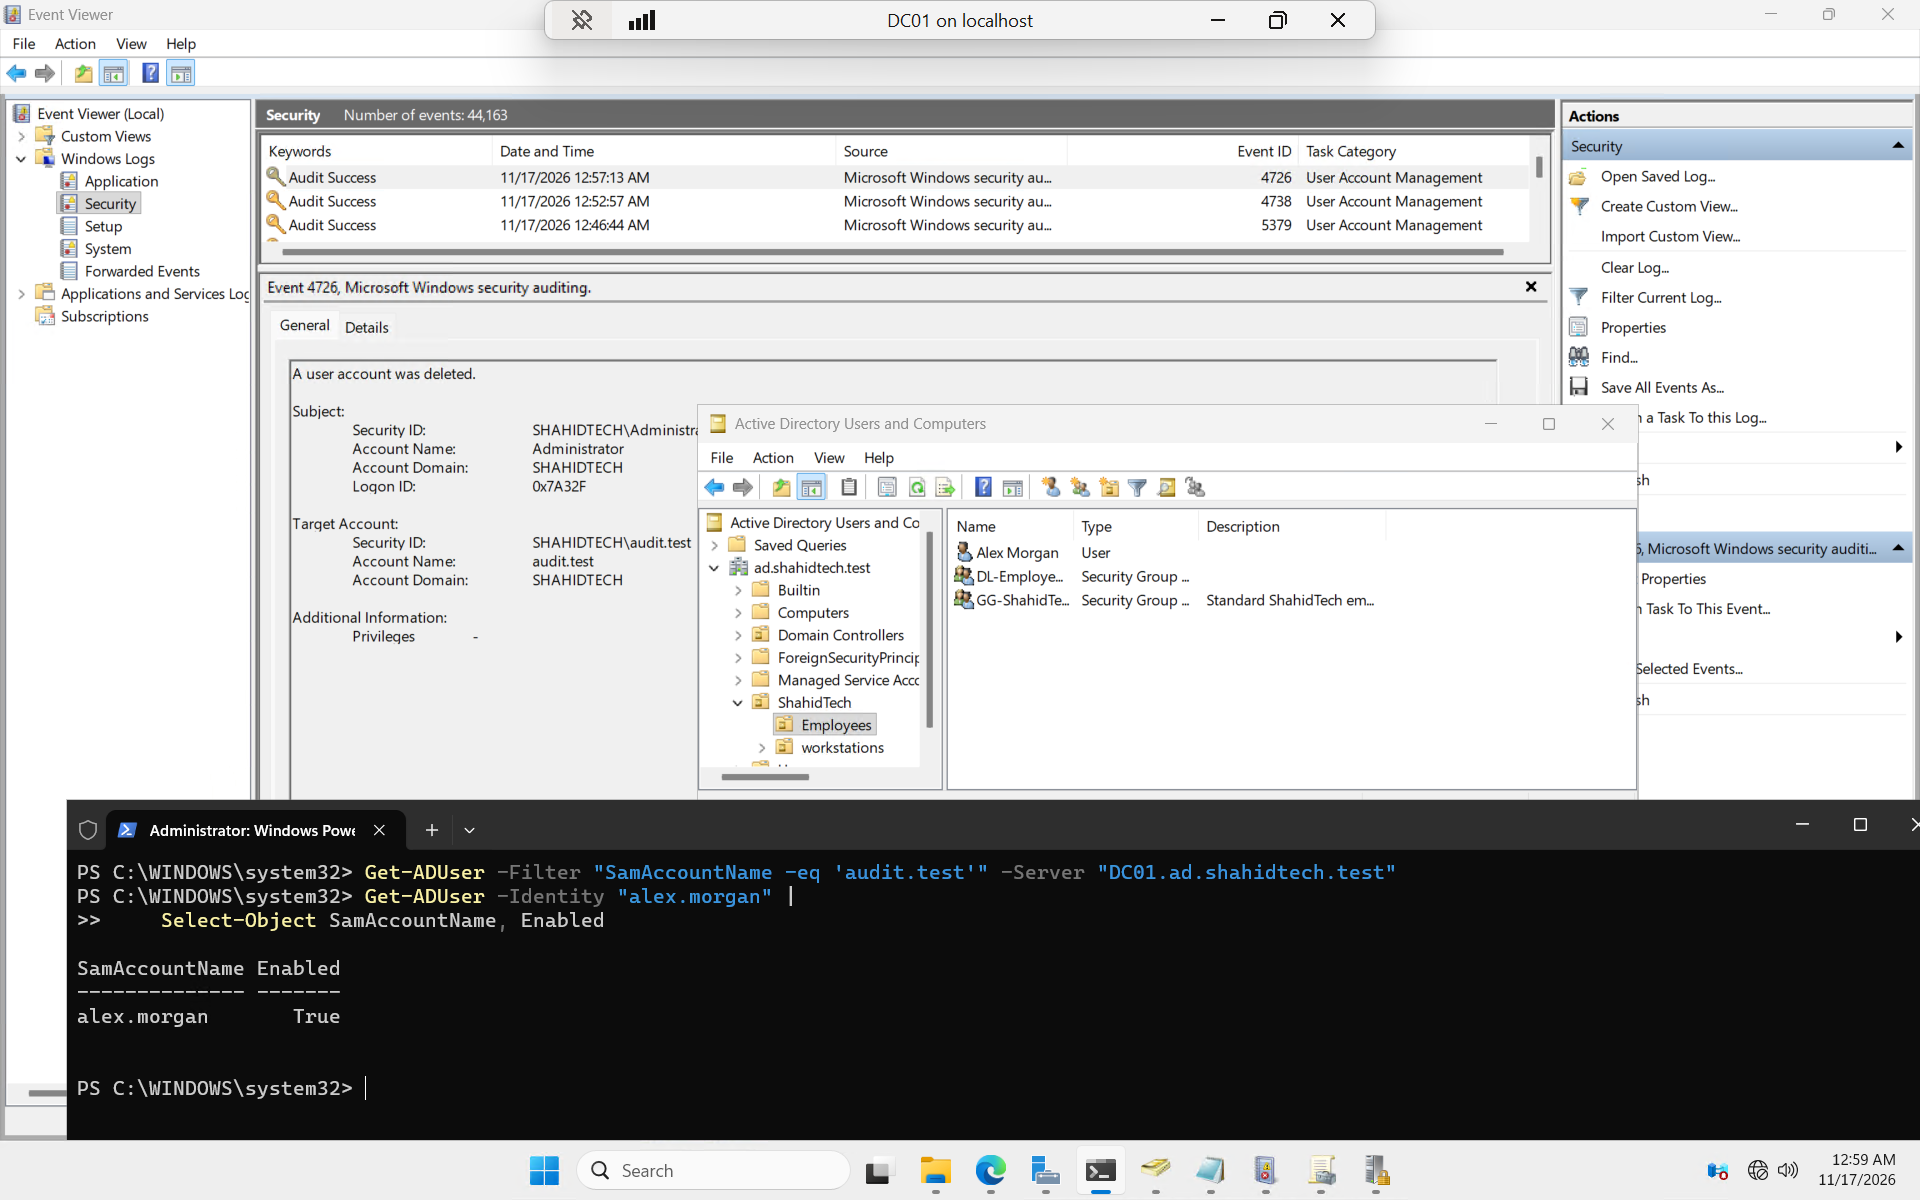 Event Viewer
DC01 on localhost
File Action View Help
Event Viewer (Local)
Custom Views
Windows Logs
Application
Security
Setup
System
Forwarded Events
Applications and Services Log
Subscriptions
Security Number of events: 44,163
Keywords Date and Time Source Event ID Task Category
Audit Success 11/17/2026 12:57:13 AM Microsoft Windows security au... 4726 User Account Management
Audit Success 11/17/2026 12:52:57 AM Microsoft Windows security au... 4738 User Account Management
Audit Success 11/17/2026 12:46:44 AM Microsoft Windows security au... 5379 User Account Management
Event 4726, Microsoft Windows security auditing.
General Details
A user account was deleted.
Subject:
Security ID: SHAHIDTECH\Administra
Account Name: Administrator
Account Domain: SHAHIDTECH
Logon ID: 0x7A32F
Target Account:
Security ID: SHAHIDTECH\audit.test
Account Name: audit.test
Account Domain: SHAHIDTECH
Additional Information:
Privileges -
Actions
Security
Open Saved Log...
Create Custom View...
Import Custom View...
Clear Log...
Filter Current Log...
Properties
Find...
Save All Events As...
a Task To this Log...
sh
, Microsoft Windows security auditi...
Properties
Task To This Event...
Selected Events...
sh
Active Directory Users and Computers
File Action View Help
Active Directory Users and Co
Saved Queries
ad.shahidtech.test
Builtin
Computers
Domain Controllers
ForeignSecurityPrincip
Managed Service Acco
ShahidTech
Employees
workstations
Name Type Description
Alex Morgan User
DL-Employe... Security Group ...
GG-ShahidTe... Security Group ... Standard ShahidTech em...
Administrator: Windows Powe
PS C:\WINDOWS\system32> Get-ADUser -Filter "SamAccountName -eq 'audit.test'" -Server "DC01.ad.shahidtech.test"
PS C:\WINDOWS\system32> Get-ADUser -Identity "alex.morgan" |
>> Select-Object SamAccountName, Enabled
SamAccountName Enabled
-------------- -------
alex.morgan True
PS C:\WINDOWS\system32>
Search
12:59 AM
11/17/2026